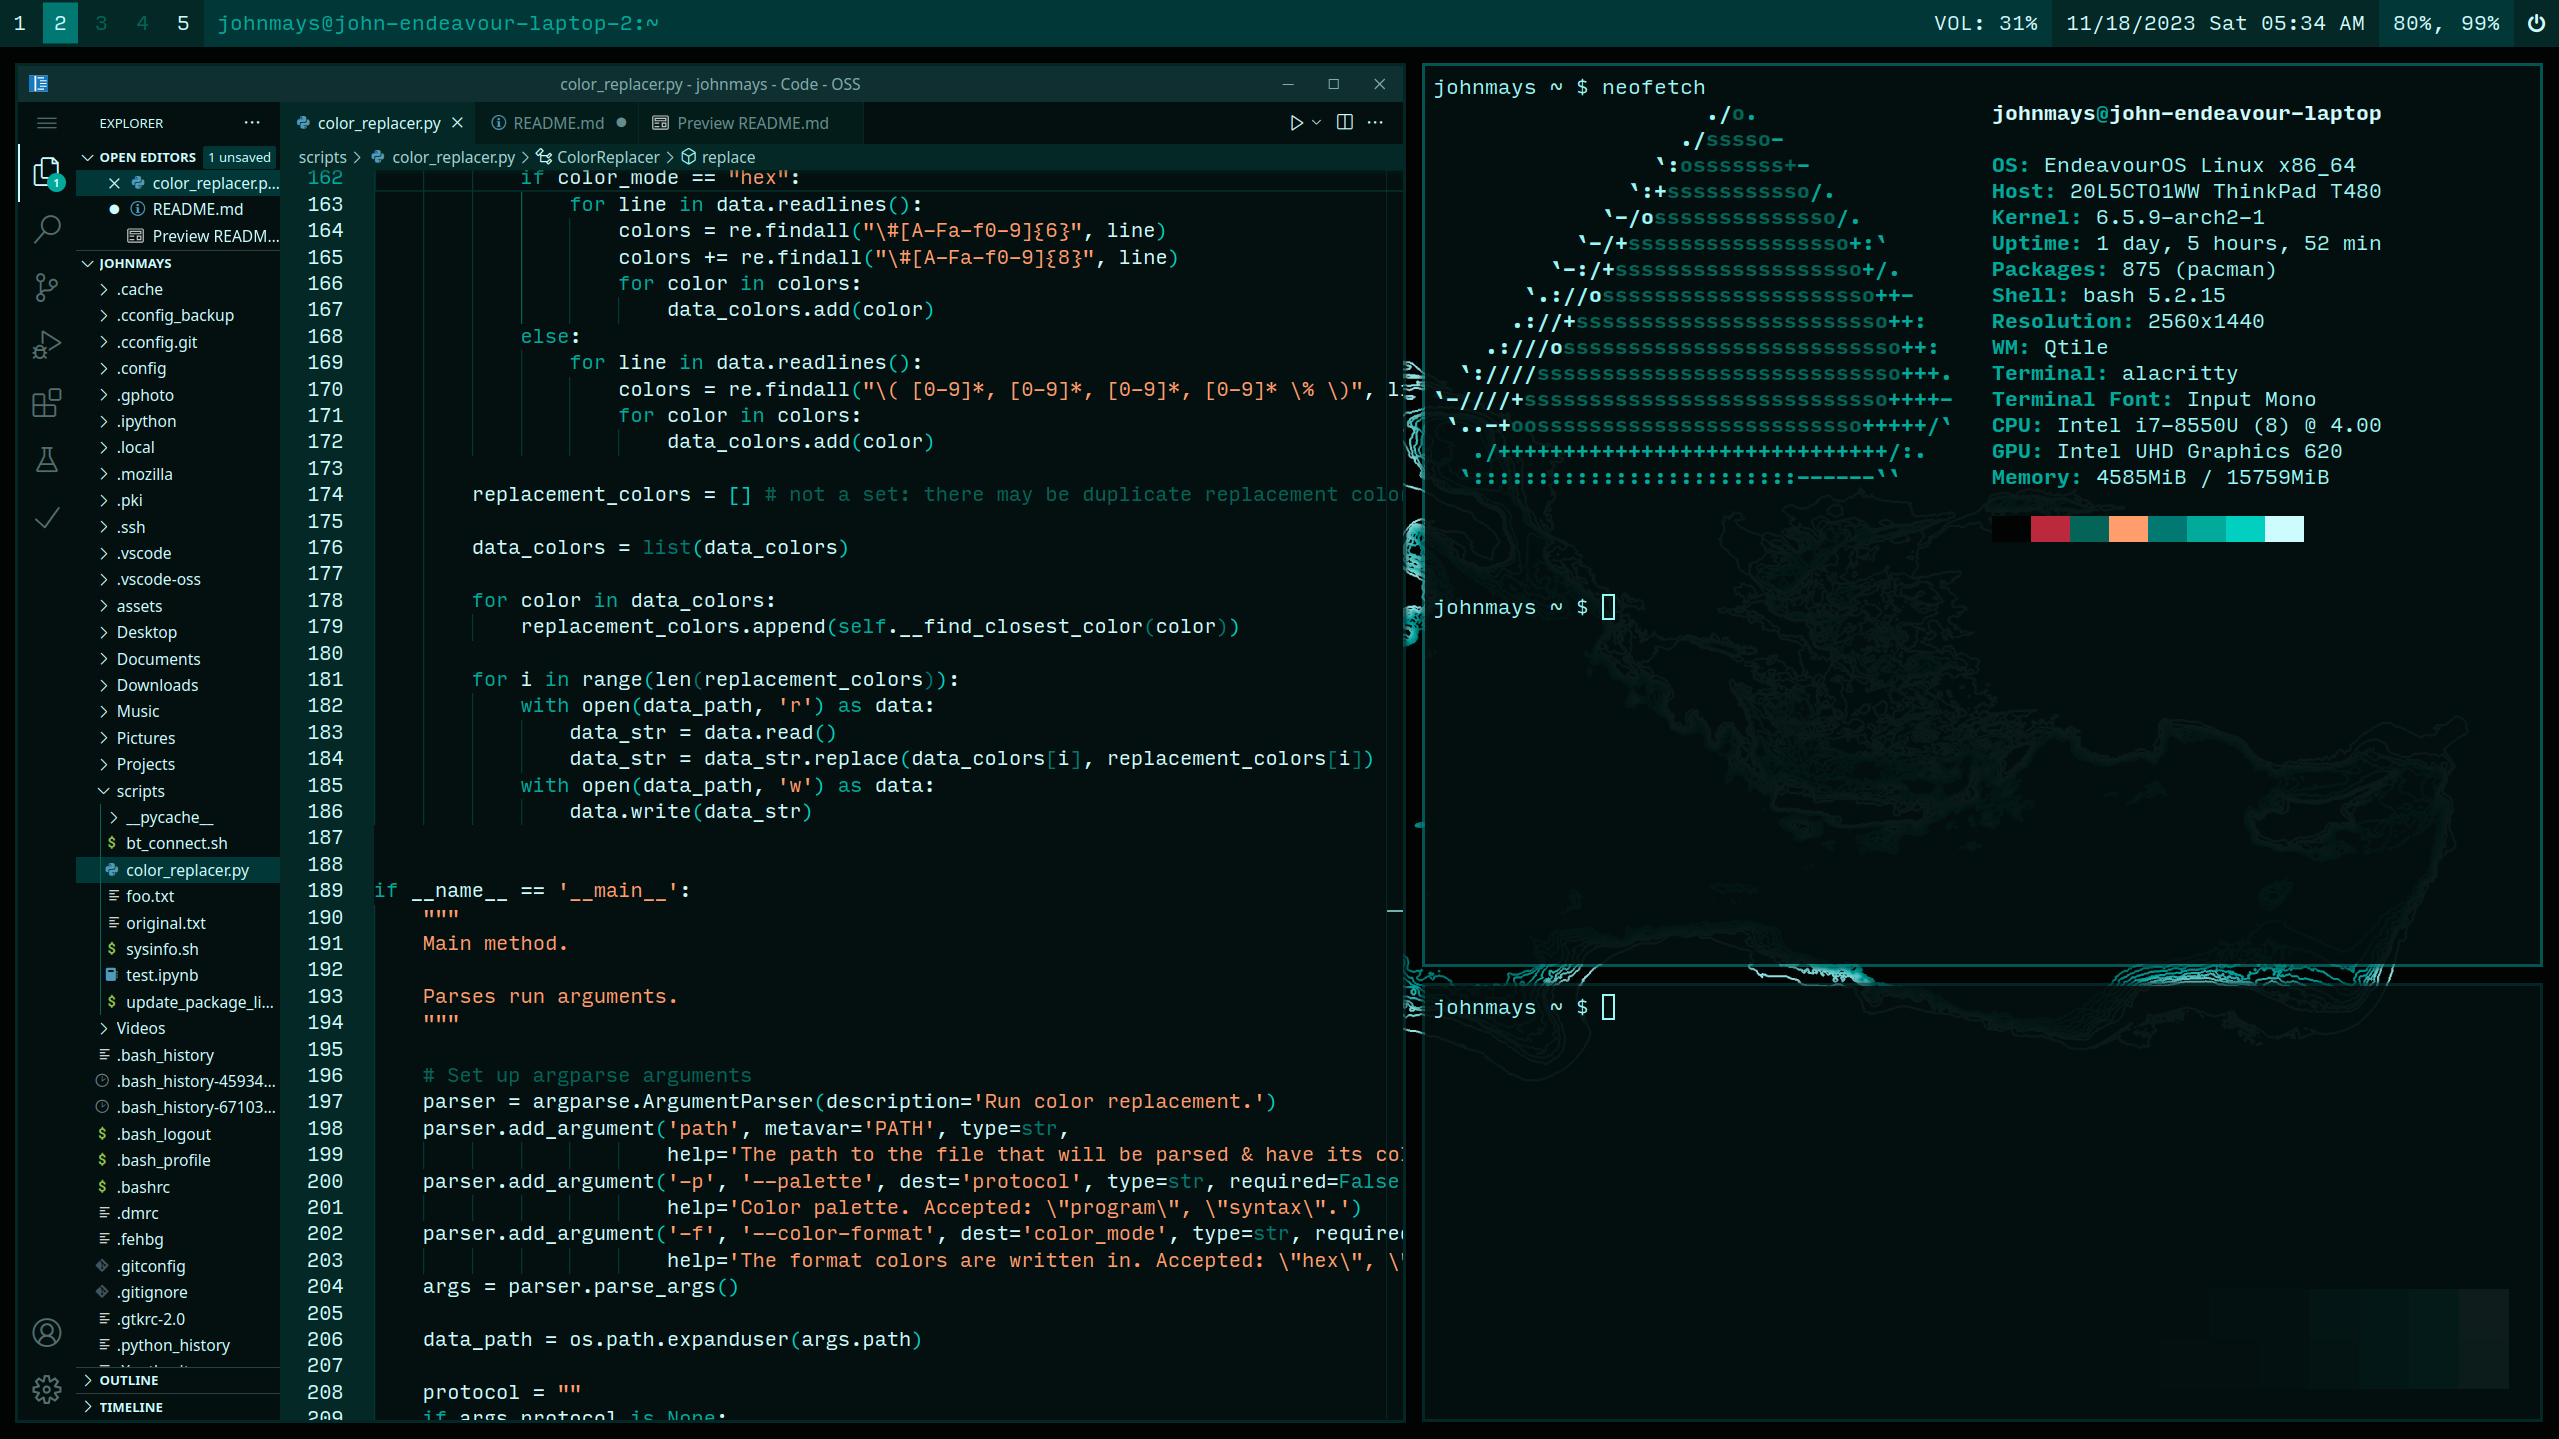 1 2 3 4 5 johnmays@john-endeavour-laptop-2:~ VOL: 31% 11/18/2023 Sat 05:34 AM 80%, 99%
color_replacer.py - johnmays - Code - OSS
EXPLORER
OPEN EDITORS 1 unsaved
color_replacer.p...
README.md
Preview READM...
JOHNMAYS
.cache
.cconfig_backup
.cconfig.git
.config
.gphoto
.ipython
.local
.mozilla
.pki
.ssh
.vscode
.vscode-oss
assets
Desktop
Documents
Downloads
Music
Pictures
Projects
scripts
__pycache__
$ bt_connect.sh
color_replacer.py
foo.txt
original.txt
$ sysinfo.sh
test.ipynb
$ update_package_li...
Videos
.bash_history
.bash_history-45934...
.bash_history-67103...
$ .bash_logout
$ .bash_profile
$ .bashrc
.dmrc
.fehbg
.gitconfig
.gitignore
.gtkrc-2.0
.python_history
OUTLINE
TIMELINE
color_replacer.py README.md Preview README.md
scripts > color_replacer.py > ColorReplacer > replace
162 if color_mode == "hex":
163 for line in data.readlines():
164 colors = re.findall("\#[A-Fa-f0-9]{6}", line)
165 colors += re.findall("\#[A-Fa-f0-9]{8}", line)
166 for color in colors:
167 data_colors.add(color)
168 else:
169 for line in data.readlines():
170 colors = re.findall("\( [0-9]*, [0-9]*, [0-9]*, [0-9]* \% \)", li
171 for color in colors:
172 data_colors.add(color)
173
174 replacement_colors = [] # not a set: there may be duplicate replacement colo
175
176 data_colors = list(data_colors)
177
178 for color in data_colors:
179 replacement_colors.append(self.__find_closest_color(color))
180
181 for i in range(len(replacement_colors)):
182 with open(data_path, 'r') as data:
183 data_str = data.read()
184 data_str = data_str.replace(data_colors[i], replacement_colors[i])
185 with open(data_path, 'w') as data:
186 data.write(data_str)
187
188
189 if __name__ == '__main__':
190 """
191 Main method.
192
193 Parses run arguments.
194 """
195
196 # Set up argparse arguments
197 parser = argparse.ArgumentParser(description='Run color replacement.')
198 parser.add_argument('path', metavar='PATH', type=str,
199 help='The path to the file that will be parsed & have its col
200 parser.add_argument('-p', '--palette', dest='protocol', type=str, required=False
201 help='Color palette. Accepted: \"program\", \"syntax\".')
202 parser.add_argument('-f', '--color-format', dest='color_mode', type=str, required
203 help='The format colors are written in. Accepted: \"hex\", \"
204 args = parser.parse_args()
205
206 data_path = os.path.expanduser(args.path)
207
208 protocol = ""
209 if args.protocol is None:
johnmays ~ $ neofetch
./o.
./sssso-
`:osssssss+-
`:+sssssssssso/.
`-/ossssssssssssso/.
`-/+sssssssssssssssso+:`
`-:/+sssssssssssssssssso+/.
`.://osssssssssssssssssssso++-
.://+ssssssssssssssssssssssso++:
.:///ossssssssssssssssssssssssso++:
`:////ssssssssssssssssssssssssssso+++.
`-////+ssssssssssssssssssssssssssso++++-
`..-+oosssssssssssssssssssssssso+++++/`
./++++++++++++++++++++++++++++++/:.
`:::::::::::::::::::::::::------``
johnmays@john-endeavour-laptop
OS: EndeavourOS Linux x86_64
Host: 20L5CTO1WW ThinkPad T480
Kernel: 6.5.9-arch2-1
Uptime: 1 day, 5 hours, 52 min
Packages: 875 (pacman)
Shell: bash 5.2.15
Resolution: 2560x1440
WM: Qtile
Terminal: alacritty
Terminal Font: Input Mono
CPU: Intel i7-8550U (8) @ 4.00
GPU: Intel UHD Graphics 620
Memory: 4585MiB / 15759MiB
johnmays ~ $
johnmays ~ $